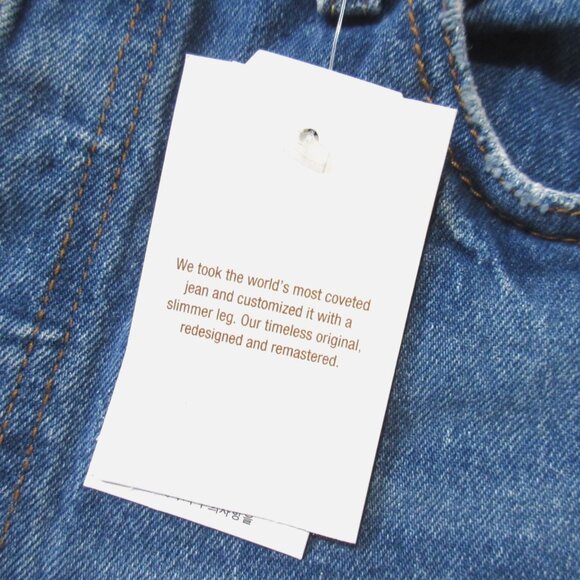 We took the world's most coveted
jean and customized it with a
slimmer leg. Our timeless original,
redesigned and remastered.